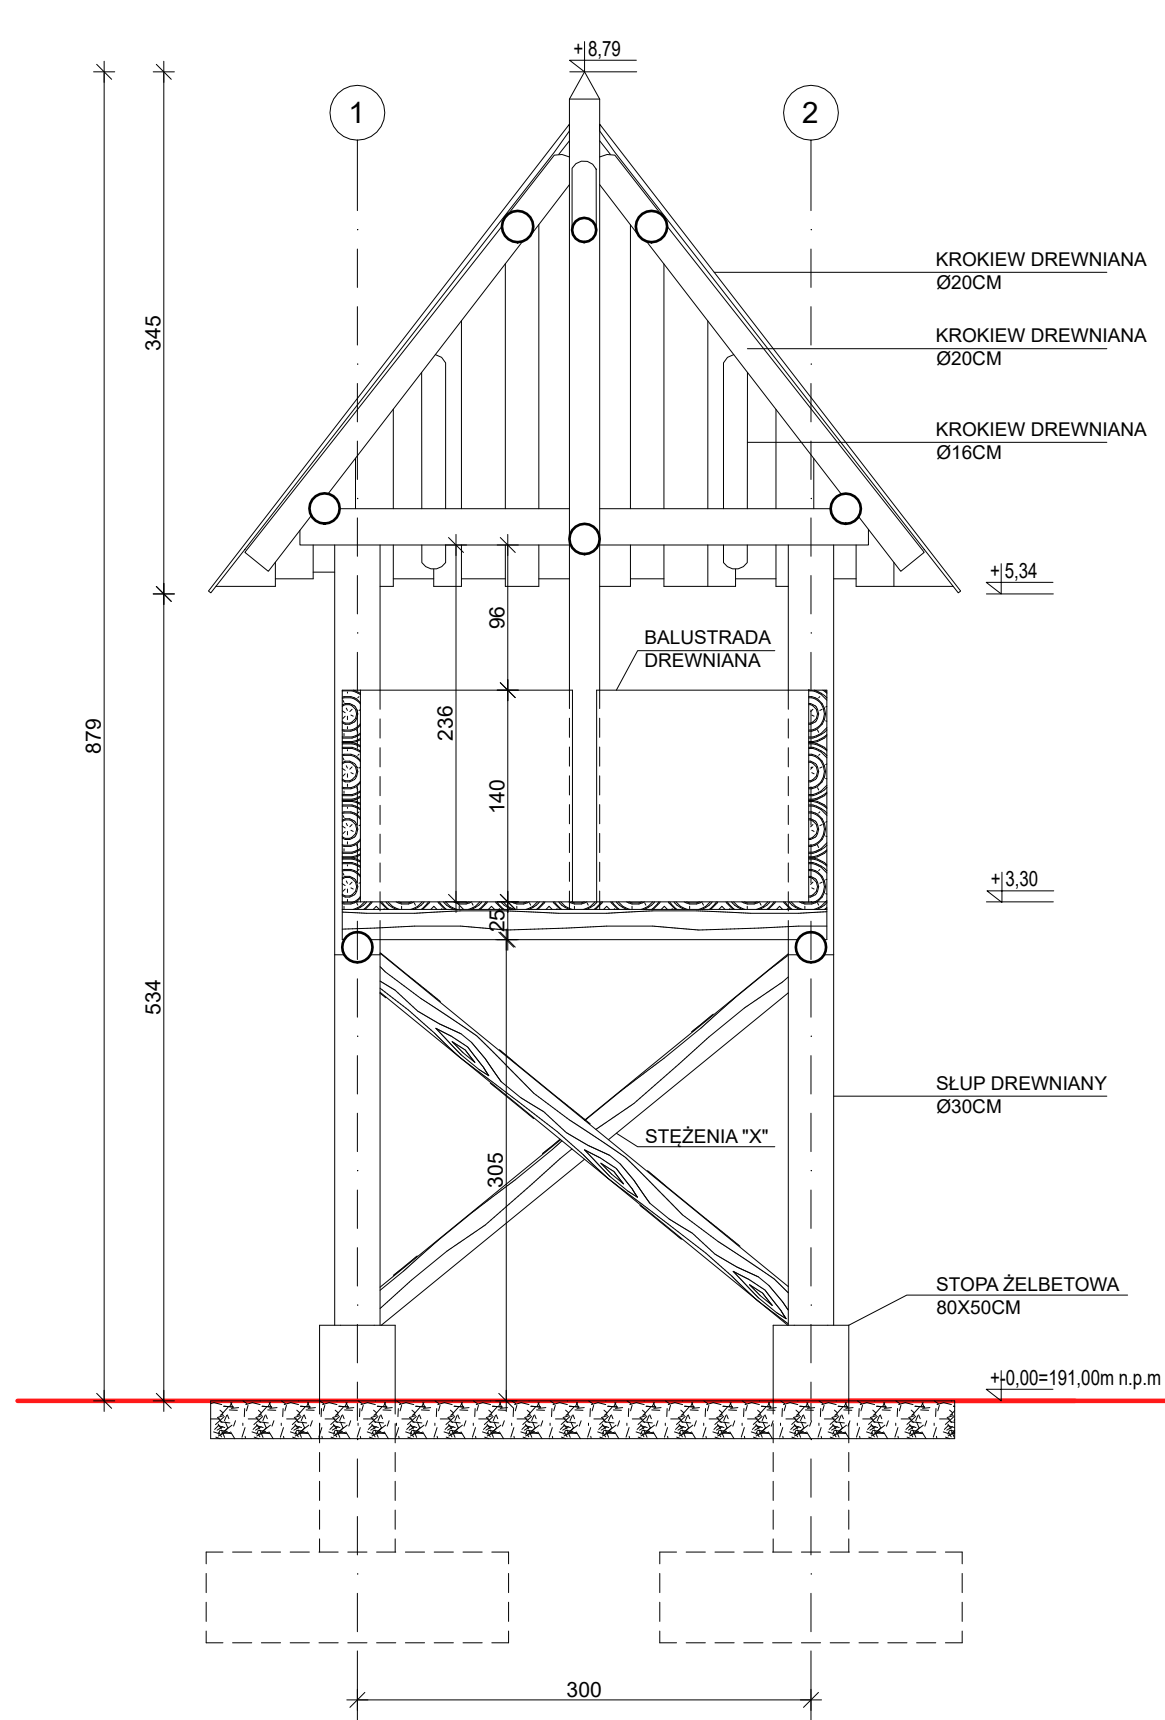 +8,79
1
2
KROKIEW DREWNIANA
Ø20CM
345
KROKIEW DREWNIANA
Ø20CM
KROKIEW DREWNIANA
Ø16CM
+5,34
96
BALUSTRADA
DREWNIANA
236
879
140
+3,30
25
534
SŁUP DREWNIANY
Ø30CM
STĘŻENIA "X"
305
STOPA ŻELBETOWA
80X50CM
+-0,00=191,00m n.p.m
300